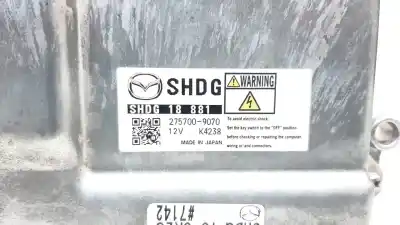 SHDG
SHDG 18 881
275700-9070
12V K4238
MADE IN JAPAN
WARNING
To avoid electric shock.
Set the key switch to the "OFF" position
before checking or repairing the computer,
wiring or and connectors.
#7142